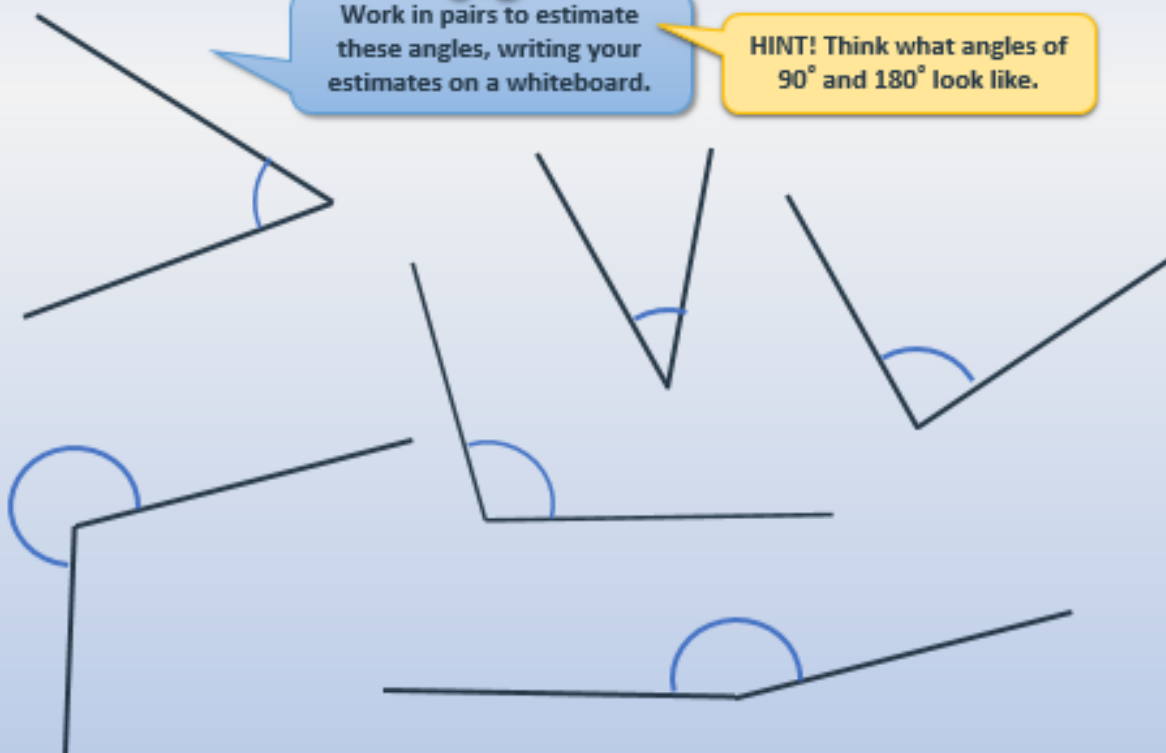 Work in pairs to estimate
these angles, writing your
estimates on a whiteboard.
HINT! Think what angles of
90° and 180° look like.